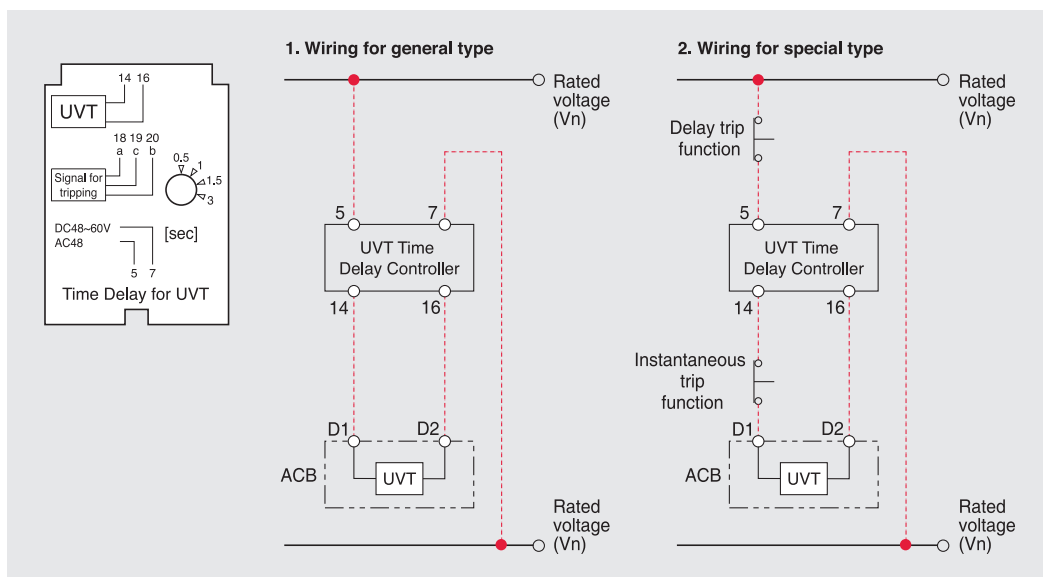 14 16
UVT
18 19 20
a c b
Signal for
tripping
0.5
1
1.5
3
[sec]
DC48~60V
AC48
5 7
Time Delay for UVT
1. Wiring for general type
Rated
voltage
(Vn)
5 7
UVT Time
Delay Controller
14 16
D1 D2
ACB
UVT
Rated
voltage
(Vn)
2. Wiring for special type
Rated
voltage
(Vn)
Delay trip
function
5 7
UVT Time
Delay Controller
14 16
Instantaneous
trip
function
D1 D2
ACB
UVT
Rated
voltage
(Vn)